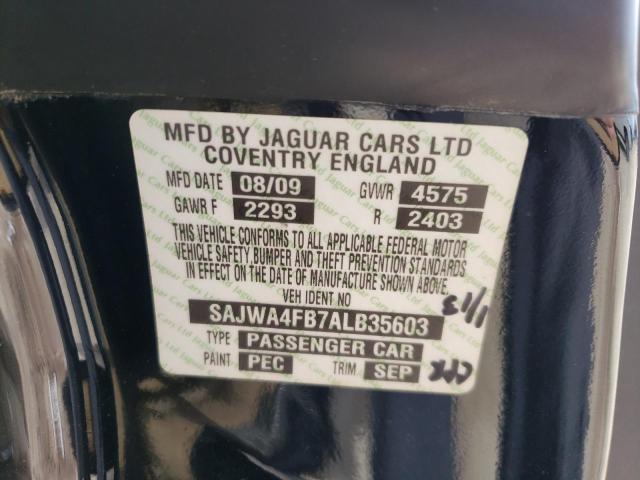 MFD BY JAGUAR CARS LTD
COVENTRY ENGLAND
MFD DATE 08/09 GVWR 4575
GAWR F 2293 R 2403
THIS VEHICLE CONFORMS TO ALL APPLICABLE FEDERAL MOTOR
VEHICLE SAFETY, BUMPER AND THEFT PREVENTION STANDARDS
IN EFFECT ON THE DATE OF MANUFACTURE SHOWN ABOVE.
VEH IDENT NO
SAJWA4FB7ALB35603
TYPE PASSENGER CAR
PAINT PEC TRIM SEP